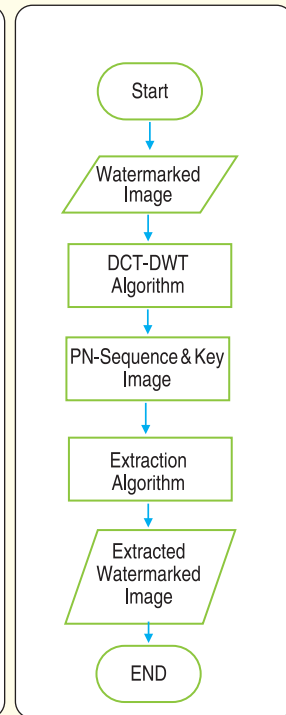 Start
Watermarked
Image
DCT-DWT
Algorithm
PN-Sequence & Key
Image
Extraction
Algorithm
Extracted
Watermarked
Image
END